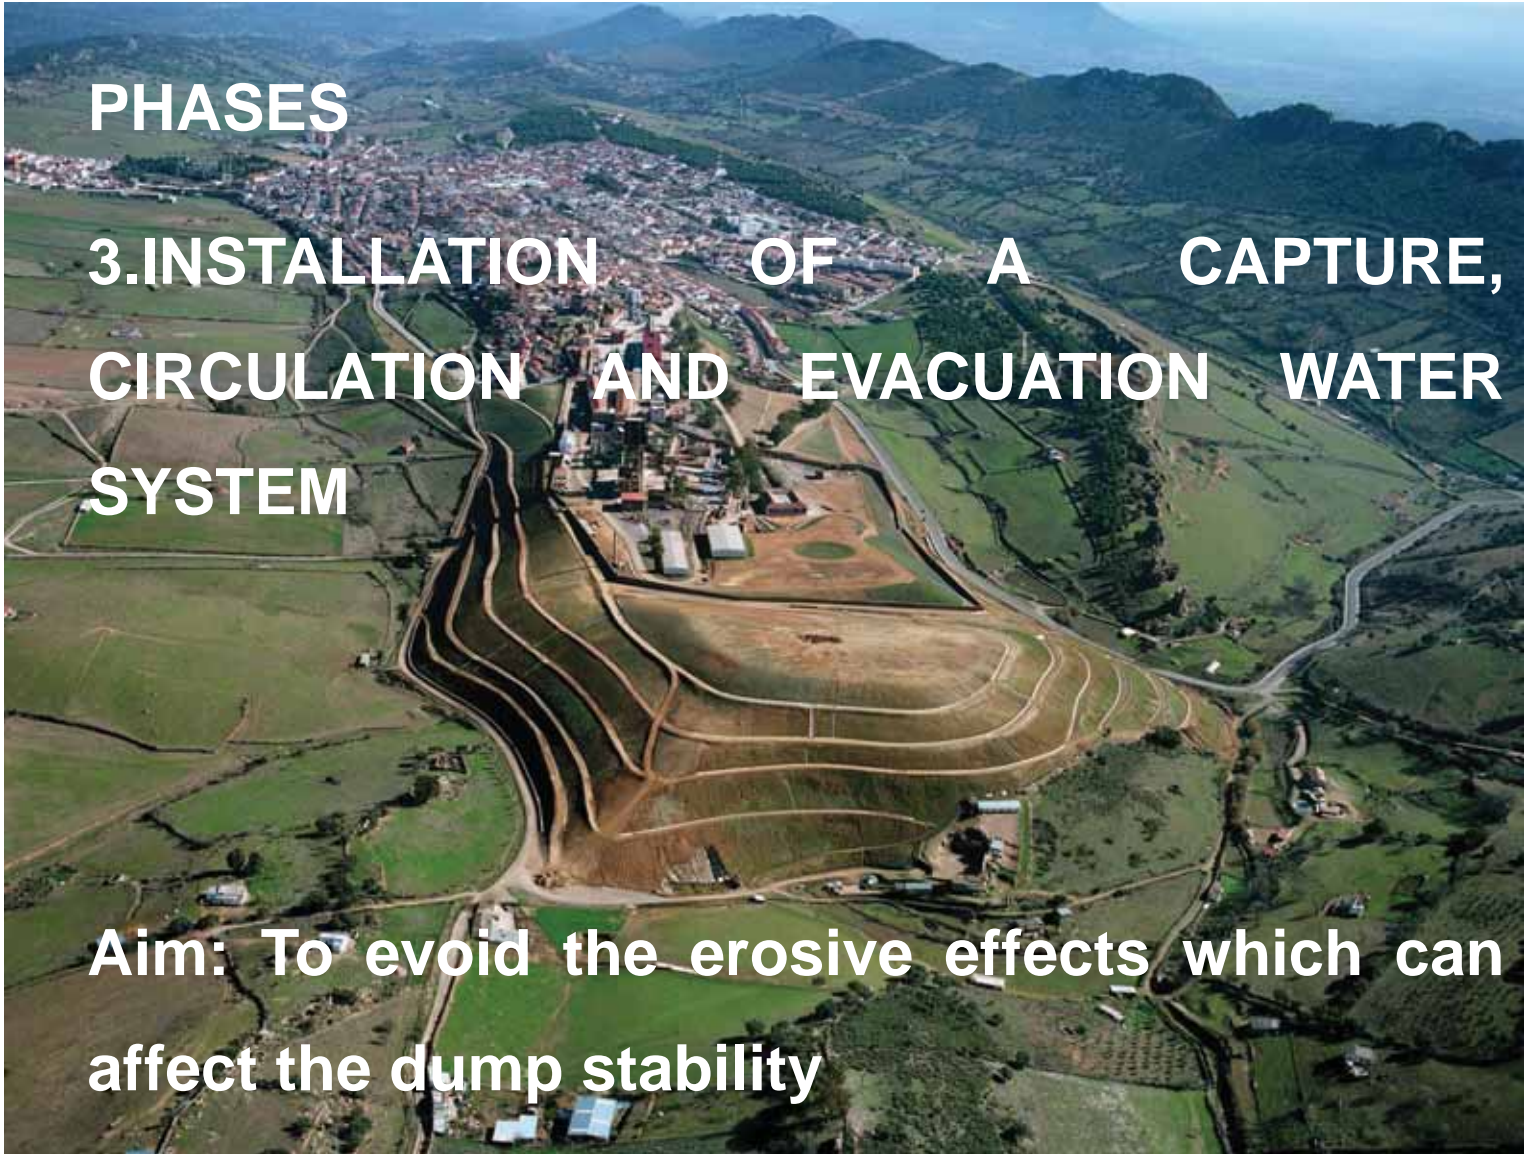 PHASES
3.INSTALLATION OF A CAPTURE,
CIRCULATION AND EVACUATION WATER
SYSTEM
Aim: To evoid the erosive effects which can
affect the dump stability